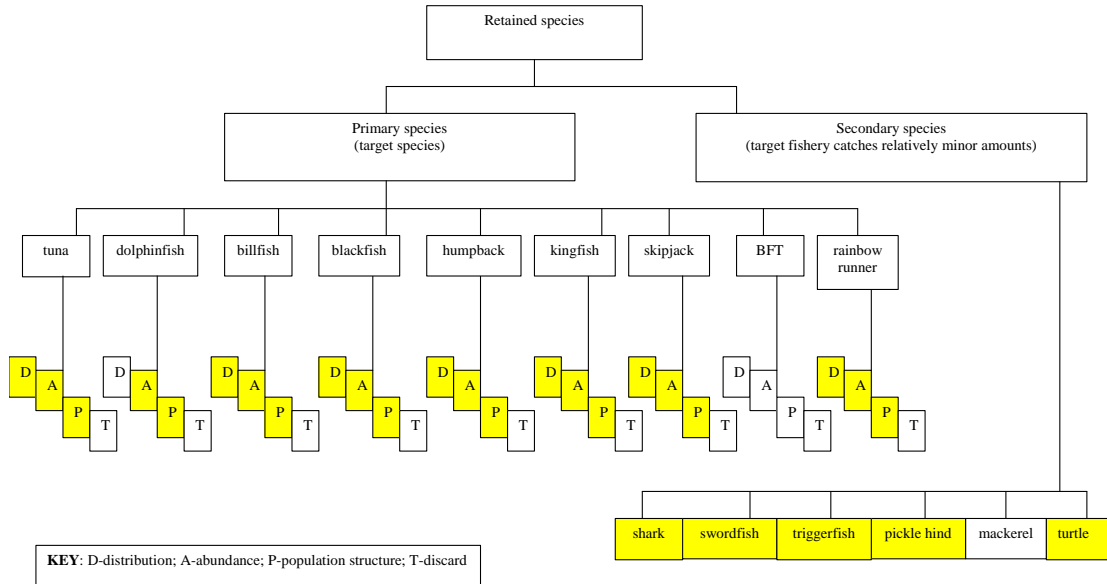 Retained species
Primary species
(target species)
Secondary species
(target fishery catches relatively minor amounts)
tuna
dolphinfish
billfish
blackfish
humpback
kingfish
skipjack
BFT
rainbow
runner
D
A
P
T
D
A
P
T
D
A
P
T
D
A
P
T
D
A
P
T
D
A
P
T
D
A
P
T
D
A
P
T
D
A
P
T
shark
swordfish
triggerfish
pickle hind
mackerel
turtle
KEY: D-distribution; A-abundance; P-population structure; T-discard